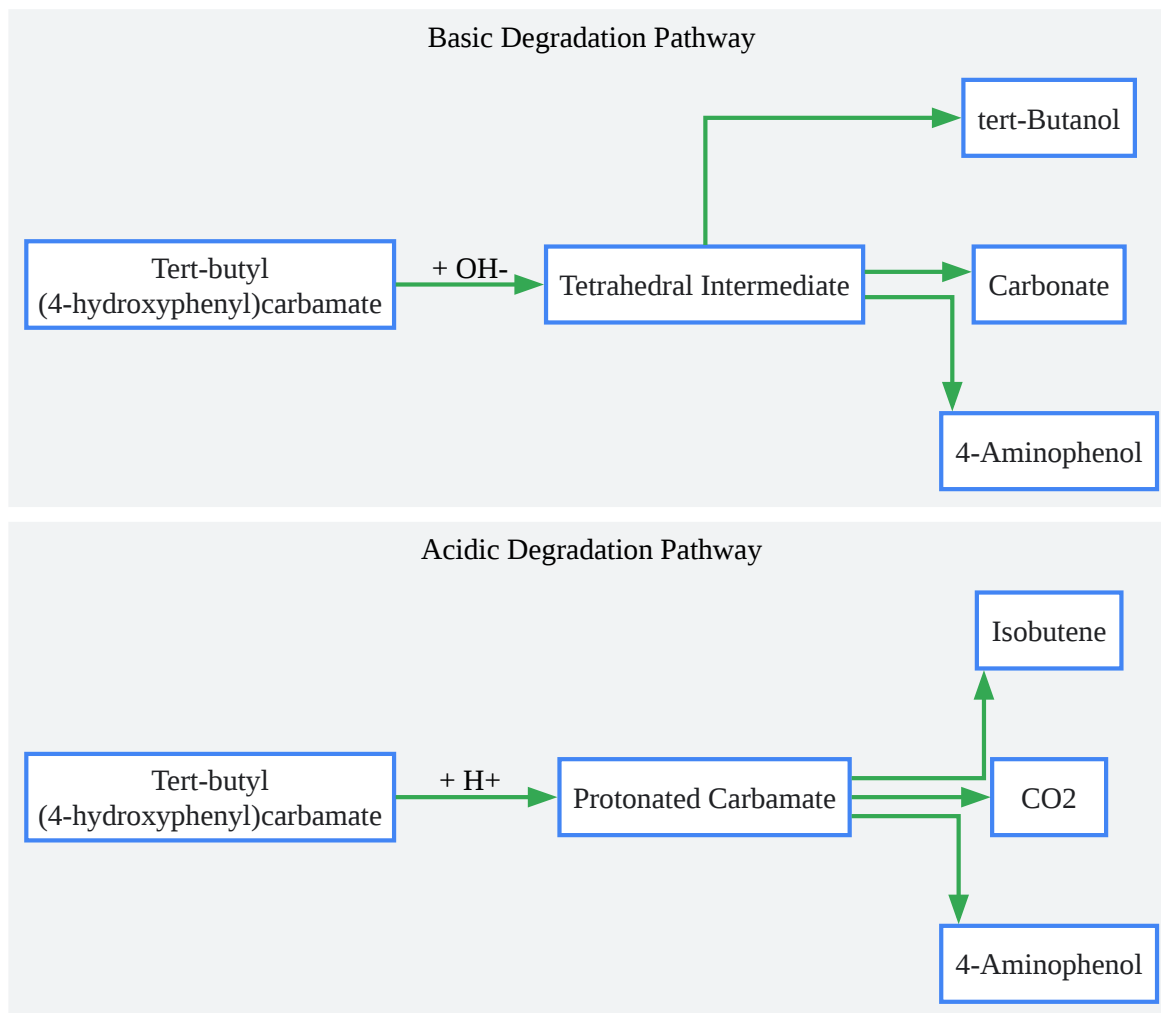 Basic Degradation Pathway
tert-Butanol
Tert-butyl
(4-hydroxyphenyl)carbamate
+ OH-
Tetrahedral Intermediate
Carbonate
4-Aminophenol
Acidic Degradation Pathway
Isobutene
Tert-butyl
(4-hydroxyphenyl)carbamate
+ H+
Protonated Carbamate
CO2
4-Aminophenol